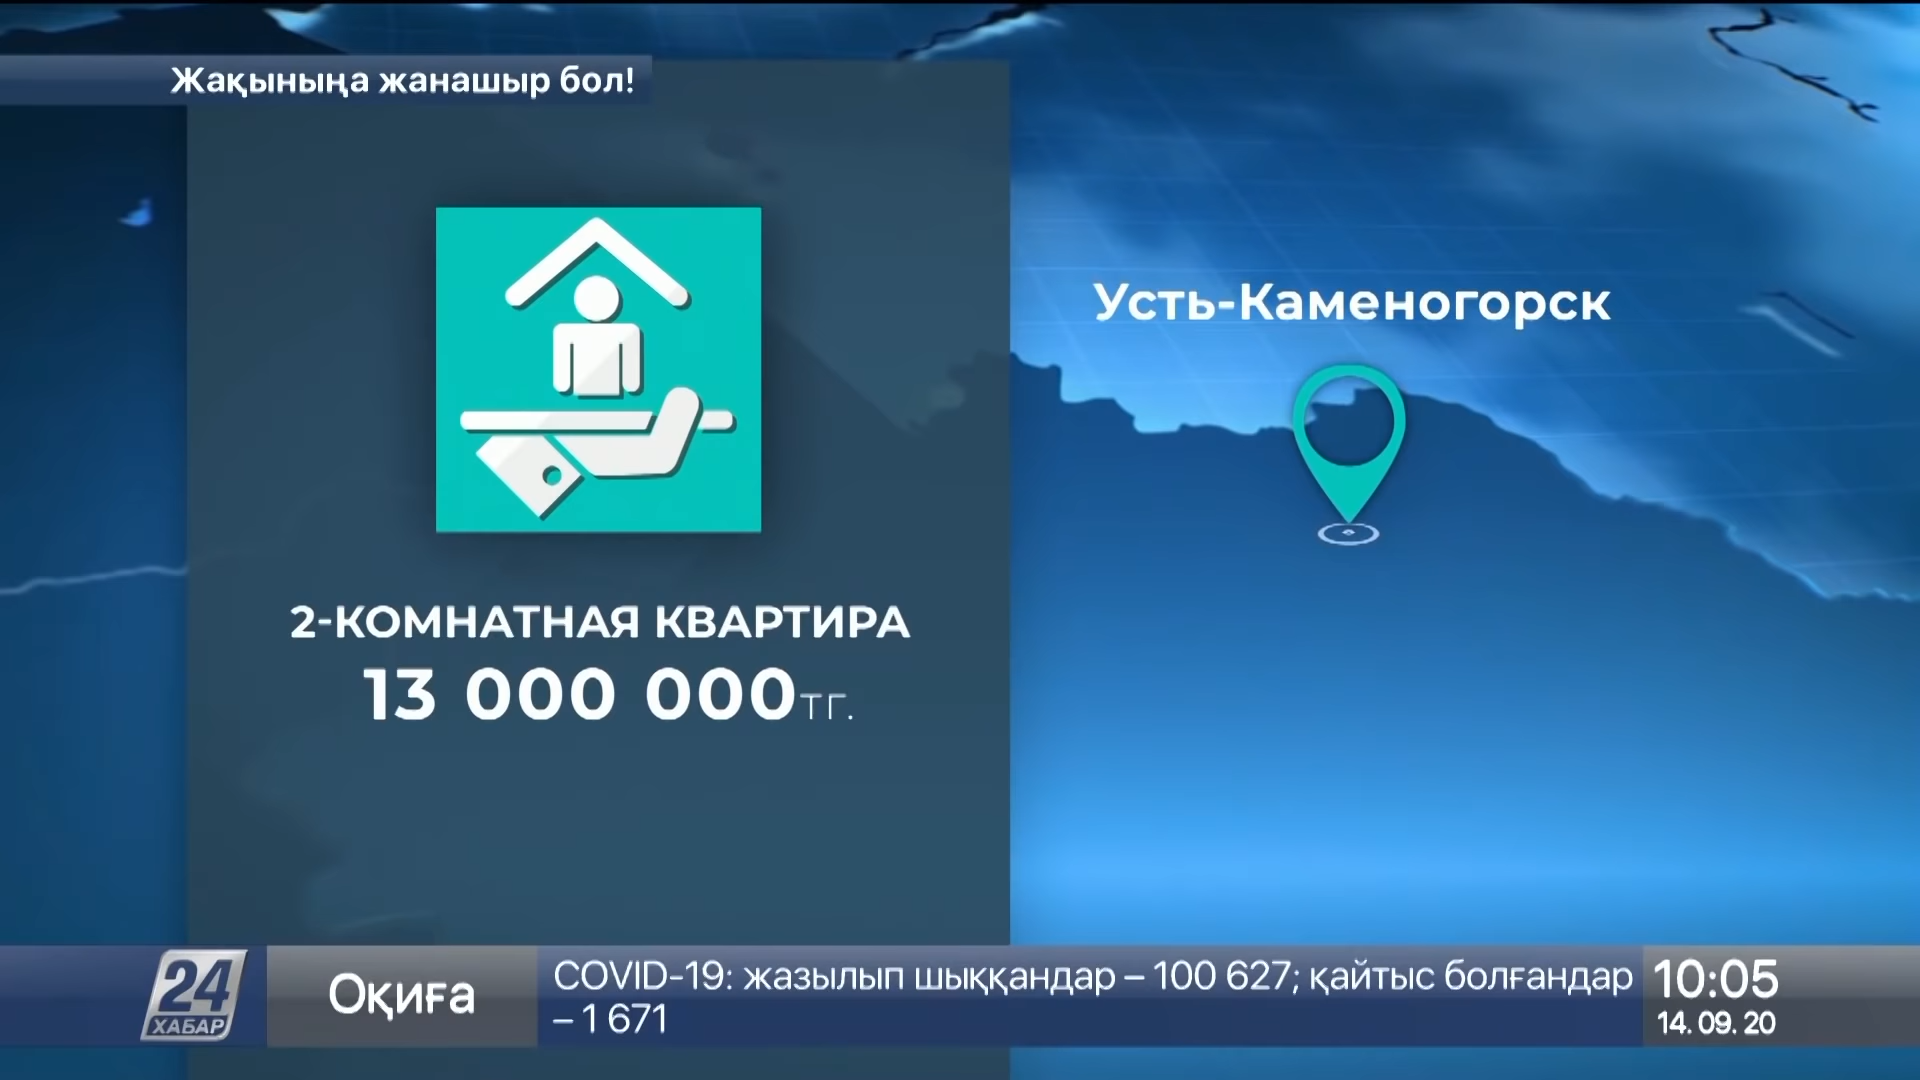 Жақыныңа жанашыр бол!
Усть-Каменогорск
2-КОМНАТНАЯ КВАРТИРА
13 000 000тг.
24
ХАБАР
Оқиға
COVID-19: жазылып шыққандар – 100 627; қайтыс болғандар
– 1 671
10:05
14. 09. 20